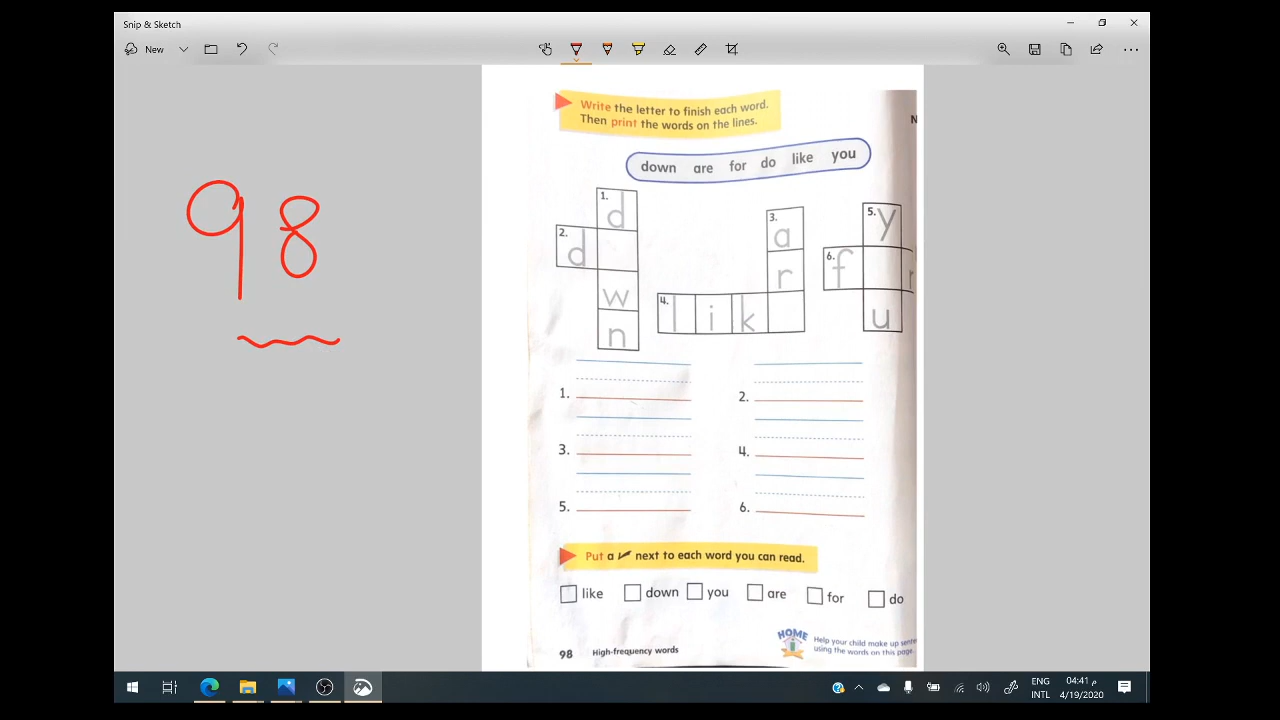 Snip & Sketch
New
98
Write the letter to finish each word.
Then print the words on the lines.
N
down are for do like you
1.
d
2.
d
w
n
3.
a
r
4.
l i k
5.
y
6.
f r
u
1.
2.
3.
4.
5.
6.
Put a ✓ next to each word you can read.
like down you are for do
98 High-frequency words
HOME
Help your child make up sente
using the words on this page.
ENG
INTL
04:41 م
4/19/2020